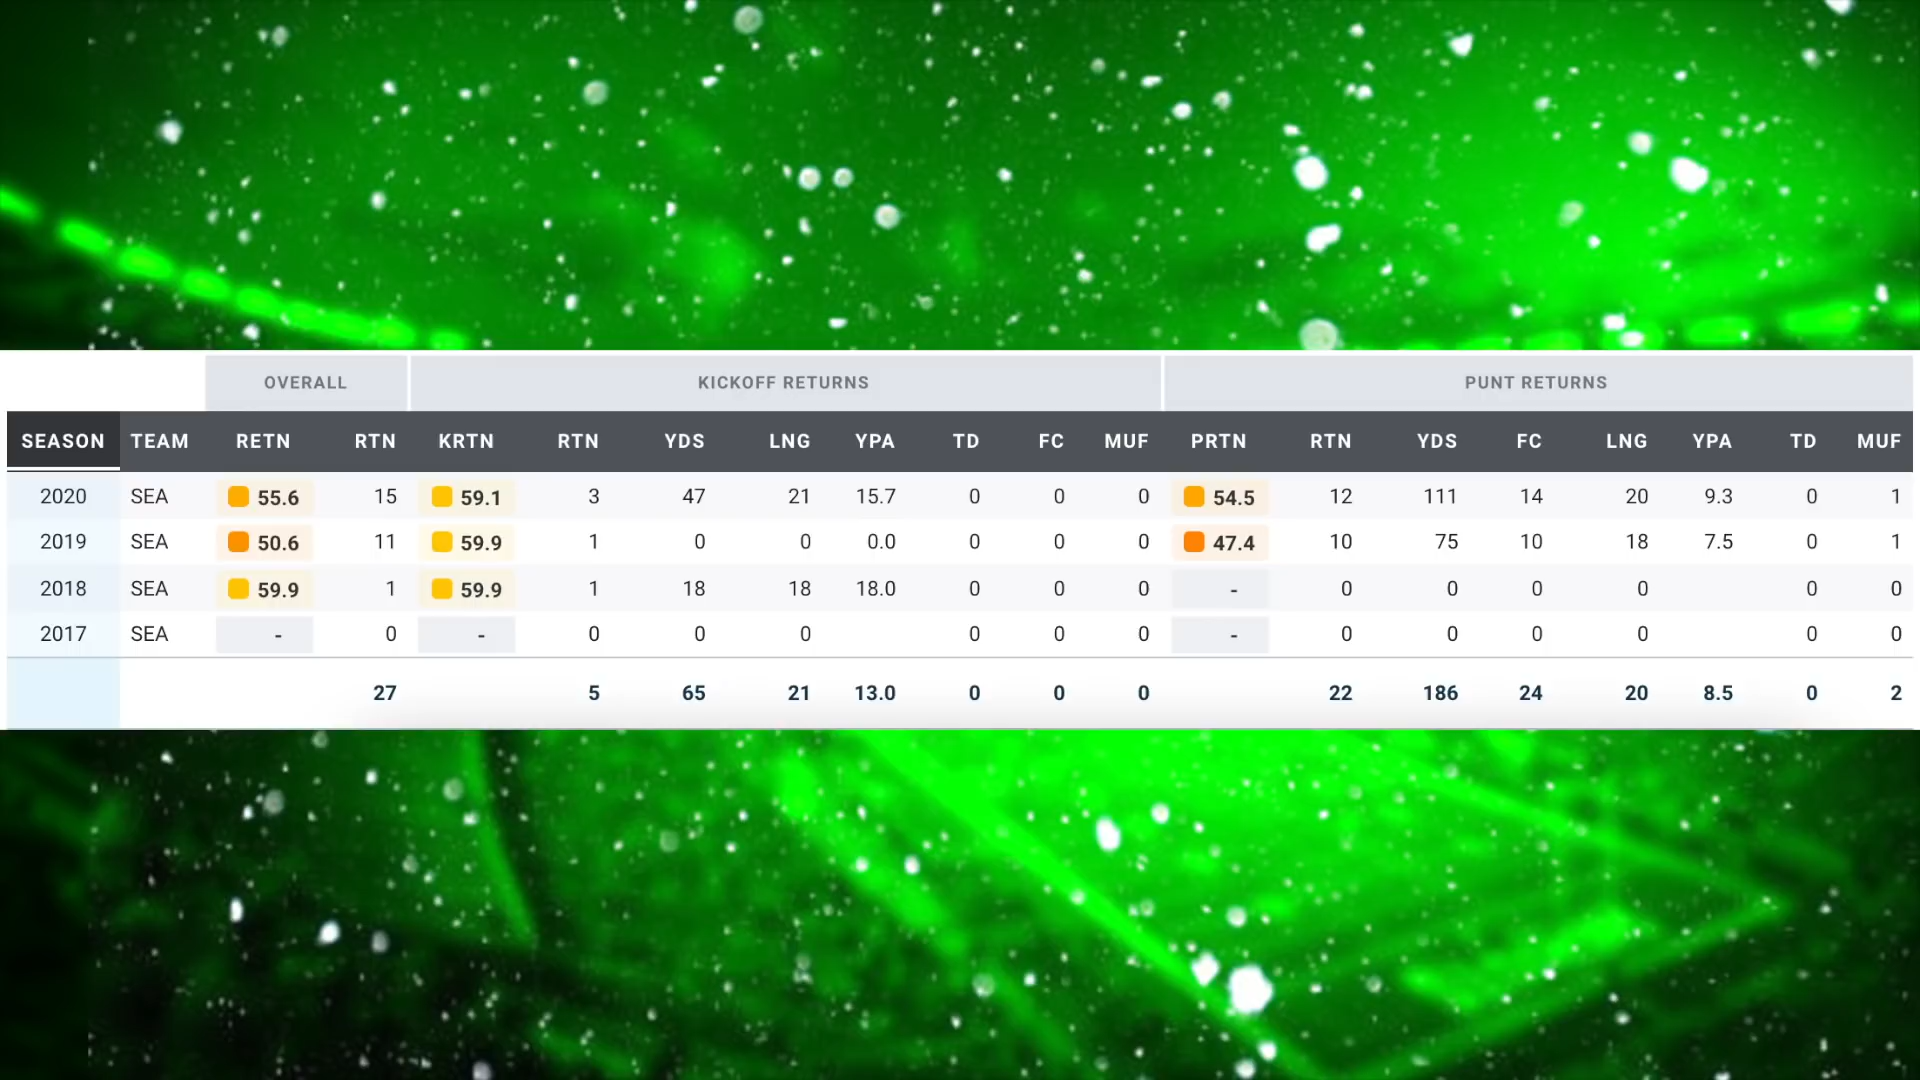 OVERALL KICKOFF RETURNS PUNT RETURNS
SEASON TEAM RETN RTN KRTN RTN YDS LNG YPA TD FC MUF PRTN RTN YDS FC LNG YPA TD MUF
2020 SEA 55.6 15 59.1 3 47 21 15.7 0 0 0 54.5 12 111 14 20 9.3 0 1
2019 SEA 50.6 11 59.9 1 0 0 0.0 0 0 0 47.4 10 75 10 18 7.5 0 1
2018 SEA 59.9 1 59.9 1 18 18 18.0 0 0 0 - 0 0 0 0 0 0
2017 SEA - 0 - 0 0 0 0 0 0 - 0 0 0 0 0 0
27 5 65 21 13.0 0 0 0 22 186 24 20 8.5 0 2